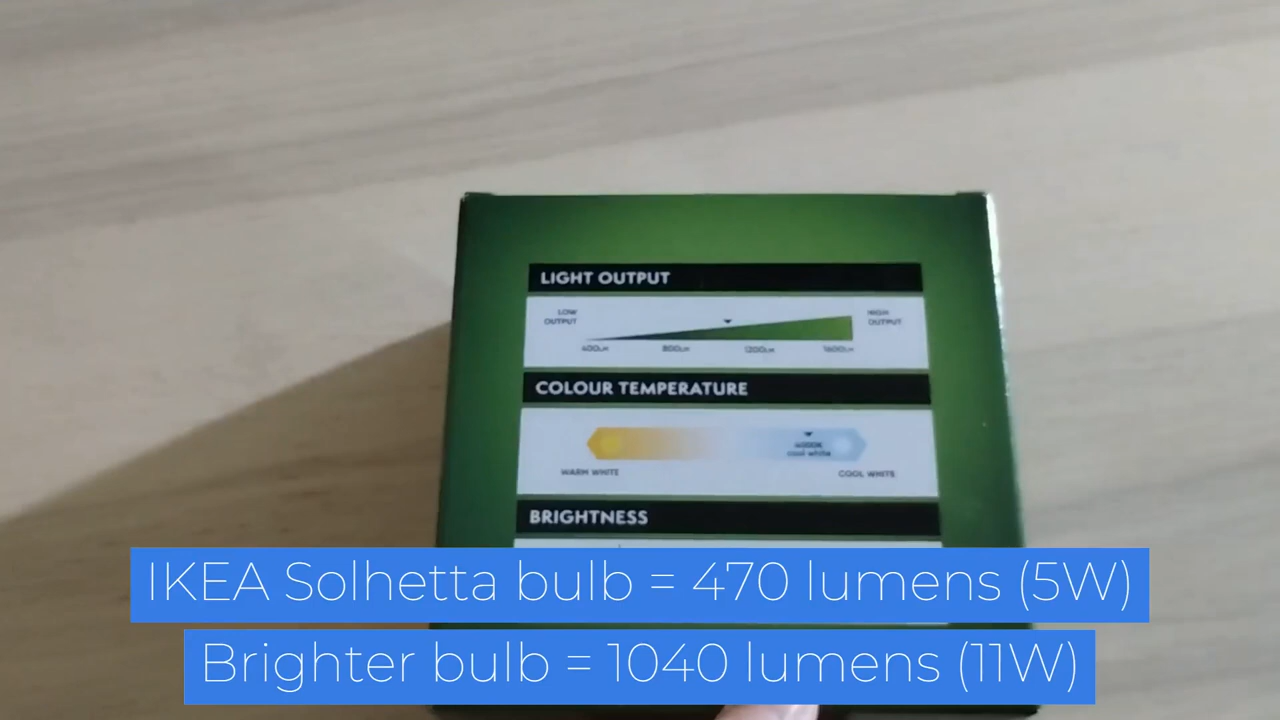 LIGHT OUTPUT
LOW
OUTPUT
HIGH
OUTPUT
400LM 800LM 1200LM 1600LM
COLOUR TEMPERATURE
4000K
cool white
WARM WHITE
COOL WHITE
BRIGHTNESS
IKEA Solhetta bulb = 470 lumens (5W)
Brighter bulb = 1040 lumens (11W)